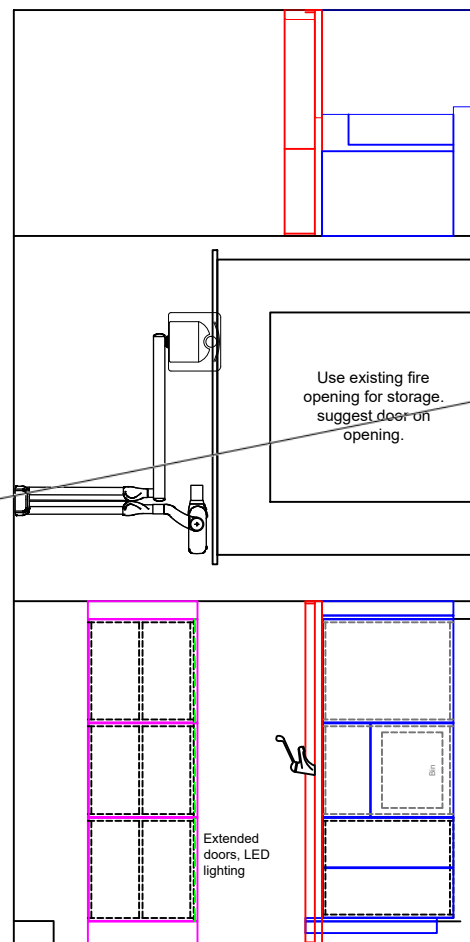 Use existing fire
opening for storage.
suggest door on
opening.
Bin
Extended
doors, LED
lighting